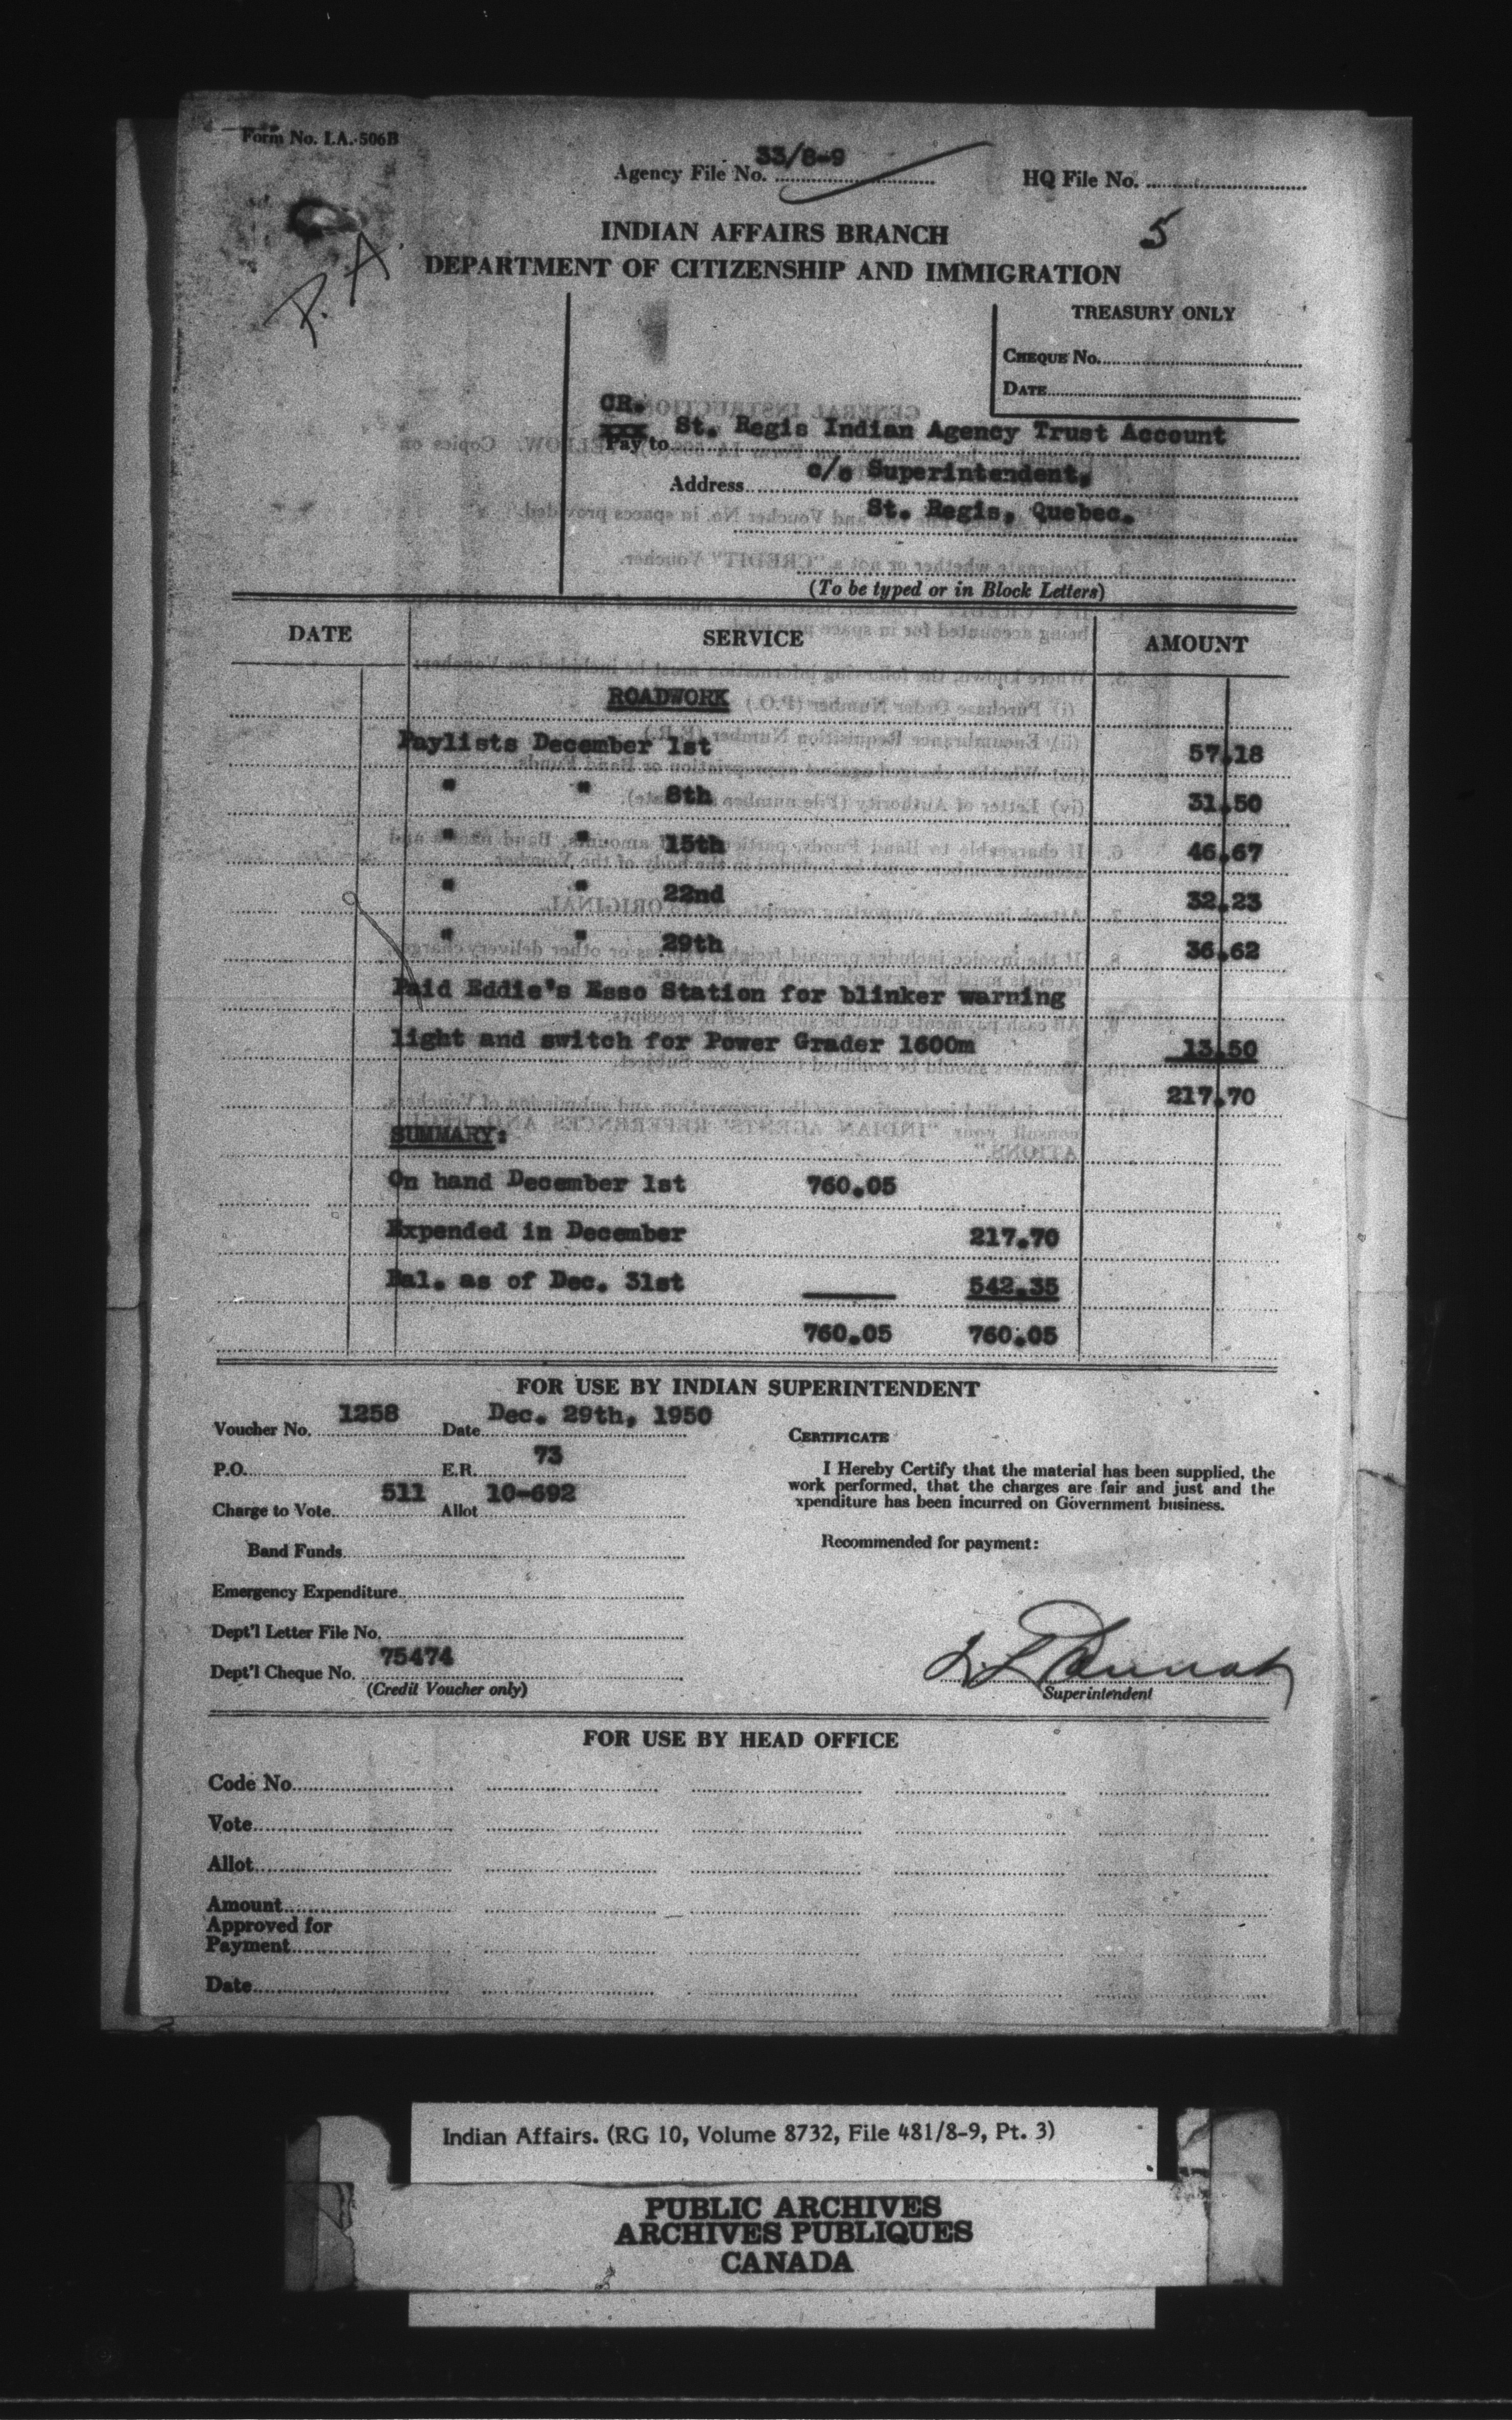 Form No. I.A. 506B
Agency File No. 33/8-9
HQ File No.
5
P. A.
INDIAN AFFAIRS BRANCH
DEPARTMENT OF CITIZENSHIP AND IMMIGRATION
TREASURY ONLY
CHEQUE No.
DATE
CR.
xxx
Pay to St. Regis Indian Agency Trust Account
Address c/o Superintendent,
St. Regis, Quebec.
(To be typed or in Block Letters)
DATE SERVICE AMOUNT
ROADWORK
Paylists December 1st 57.18
" " 8th 31.50
" " 15th 46.67
" " 22nd 32.23
" " 29th 36.62
Paid Eddie's Esso Station for blinker warning
light and switch for Power Grader 1600m 13.50
217.70
SUMMARY:
On hand December 1st 760.05
Expended in December 217.70
Bal. as of Dec. 31st 542.35
760.05 760.05
FOR USE BY INDIAN SUPERINTENDENT
Voucher No. 1258 Date Dec. 29th, 1950
P.O. E.R. 73
Charge to Vote 511 Allot 10-692
Band Funds
Emergency Expenditure
Dep't'l Letter File No.
Dep't'l Cheque No. 75474
(Credit Voucher only)
CERTIFICATE
I Hereby Certify that the material has been supplied, the
work performed, that the charges are fair and just and the
xpenditure has been incurred on Government business.
Recommended for payment:
Superintendent
FOR USE BY HEAD OFFICE
Code No.
Vote
Allot
Amount
Approved for
Payment
Date
Indian Affairs. (RG 10, Volume 8732, File 481/8-9, Pt. 3)
PUBLIC ARCHIVES
ARCHIVES PUBLIQUES
CANADA